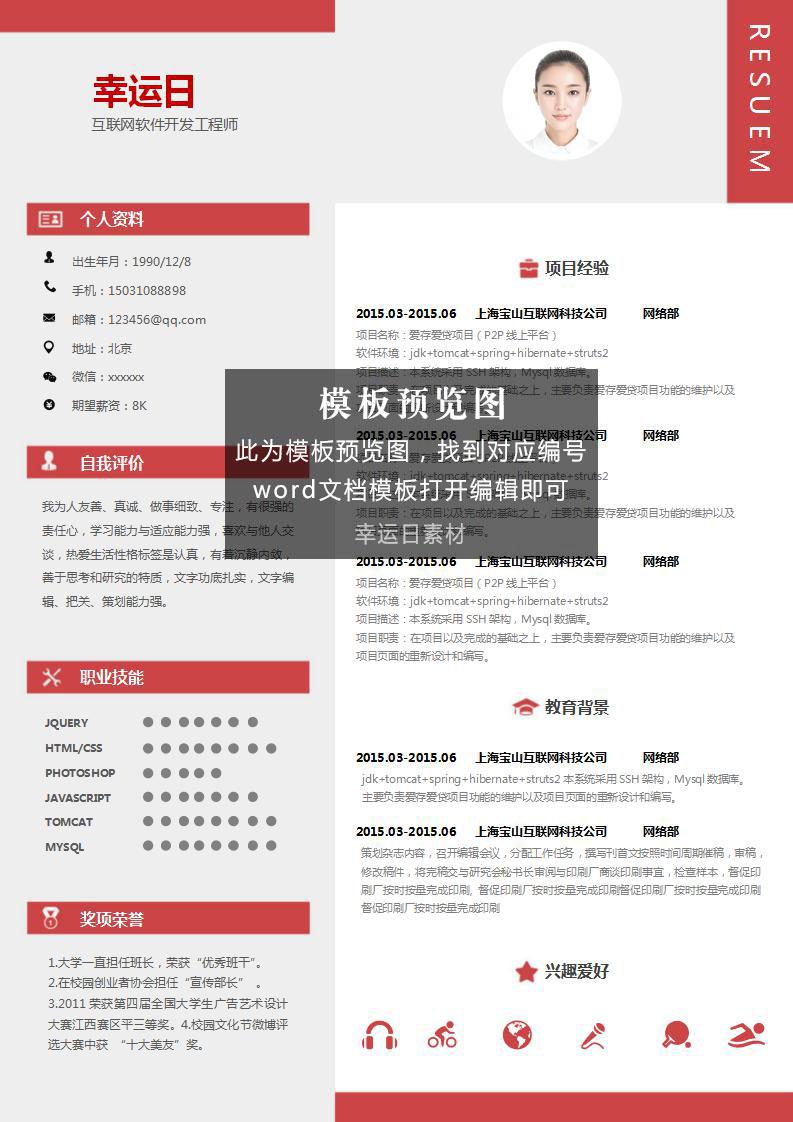 RESUEM
幸运日
互联网软件开发工程师
个人资料
出生年月：1990/12/8
手机：15031088898
邮箱：123456@qq.com
地址：北京
微信：xxxxxx
期望薪资：8K
自我评价
我为人友善、真诚、做事细致、专注，有很强的
责任心，学习能力与适应能力强，喜欢与他人交
谈，热爱生活性格标签是认真，有着沉静内敛，
善于思考和研究的特质，文字功底扎实，文字编
辑、把关、策划能力强。
职业技能
JQUERY
HTML/CSS
PHOTOSHOP
JAVASCRIPT
TOMCAT
MYSQL
奖项荣誉
1.大学一直担任班长，荣获“优秀班干”。
2.在校园创业者协会担任“宣传部长” 。
3.2011 荣获第四届全国大学生广告艺术设计
大赛江西赛区平三等奖。4.校园文化节微博评
选大赛中获 “十大美友”奖。
项目经验
2015.03-2015.06 上海宝山互联网科技公司 网络部
项目名称：爱存爱贷项目（P2P 线上平台）
软件环境：jdk+tomcat+spring+hibernate+struts2
项目描述：本系统采用 SSH 架构，Mysql 数据库。
项目职责：在项目以及完成的基础之上，主要负责爱存爱贷项目功能的维护以及
模板预览图
此为模板预览图，找到对应编号
word文档模板打开编辑即可
幸运日素材
2015.03-2015.06 上海宝山互联网科技公司 网络部
软件环境：jdk+tomcat+spring+hibernate+struts2
项目职责：在项目以及完成的基础之上，主要负责爱存爱贷项目功能的维护以及
2015.03-2015.06 上海宝山互联网科技公司 网络部
项目名称：爱存爱贷项目（P2P 线上平台）
软件环境：jdk+tomcat+spring+hibernate+struts2
项目描述：本系统采用 SSH 架构，Mysql 数据库。
项目职责：在项目以及完成的基础之上，主要负责爱存爱贷项目功能的维护以及
项目页面的重新设计和编写。
教育背景
2015.03-2015.06 上海宝山互联网科技公司 网络部
jdk+tomcat+spring+hibernate+struts2 本系统采用 SSH 架构，Mysql 数据库。
主要负责爱存爱贷项目功能的维护以及项目页面的重新设计和编写。
2015.03-2015.06 上海宝山互联网科技公司 网络部
策划杂志内容，召开编辑会议，分配工作任务，撰写刊首文按照时间周期催稿，审稿，
修改稿件，将完稿交与研究会秘书长审阅与印刷厂商谈印刷事宜，检查样本，督促印
刷厂按时按量完成印刷，督促印刷厂按时按量完成印刷督促印刷厂按时按量完成印刷
督促印刷厂按时按量完成印刷
兴趣爱好